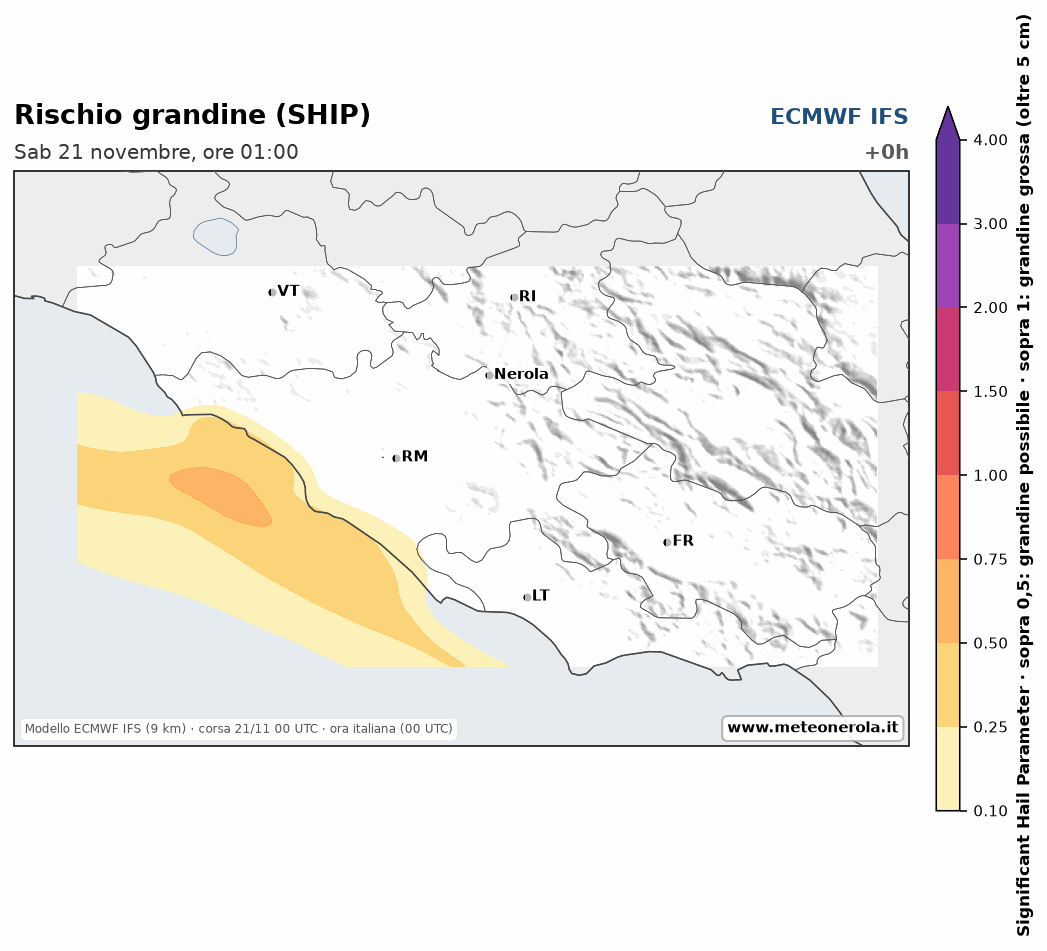 Rischio grandine (SHIP)
ECMWF IFS
Sab 21 novembre, ore 01:00
+0h
VT
RI
Nerola
RM
FR
LT
Modello ECMWF IFS (9 km) · corsa 21/11 00 UTC · ora italiana (00 UTC)
www.meteonerola.it
4.00
3.00
2.00
1.50
1.00
0.75
0.50
0.25
0.10
Significant Hail Parameter · sopra 0,5: grandine possibile · sopra 1: grandine grossa (oltre 5 cm)